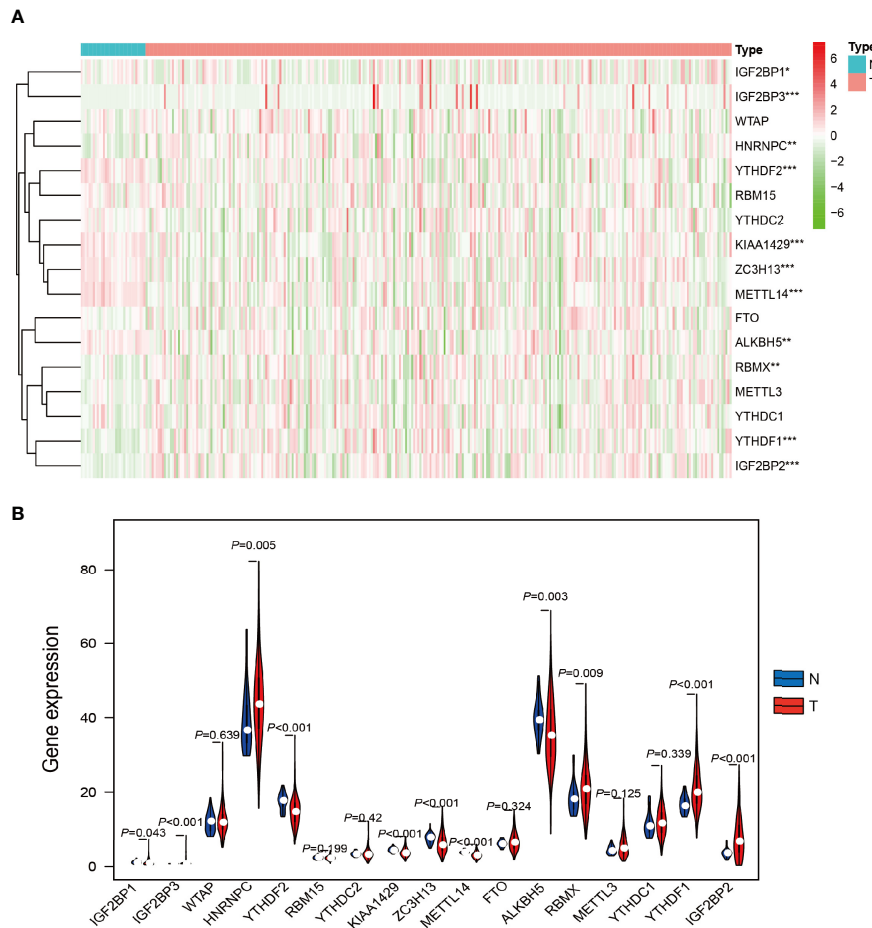 A
Type
IGF2BP1*
IGF2BP3***
WTAP
HNRNPC**
YTHDF2***
RBM15
YTHDC2
KIAA1429***
ZC3H13***
METTL14***
FTO
ALKBH5**
RBMX**
METTL3
YTHDC1
YTHDF1***
IGF2BP2***
6
4
2
0
−2
−4
−6
Type
N
T
B
Gene expression
80
60
40
20
0
P=0.043
P<0.001
P=0.639
P=0.005
P<0.001
P=0.199
P=0.42
P<0.001
P<0.001
P<0.001
P=0.324
P=0.003
P=0.009
P=0.125
P=0.339
P<0.001
P<0.001
IGF2BP1
IGF2BP3
WTAP
HNRNPC
YTHDF2
RBM15
YTHDC2
KIAA1429
ZC3H13
METTL14
FTO
ALKBH5
RBMX
METTL3
YTHDC1
YTHDF1
IGF2BP2
N
T